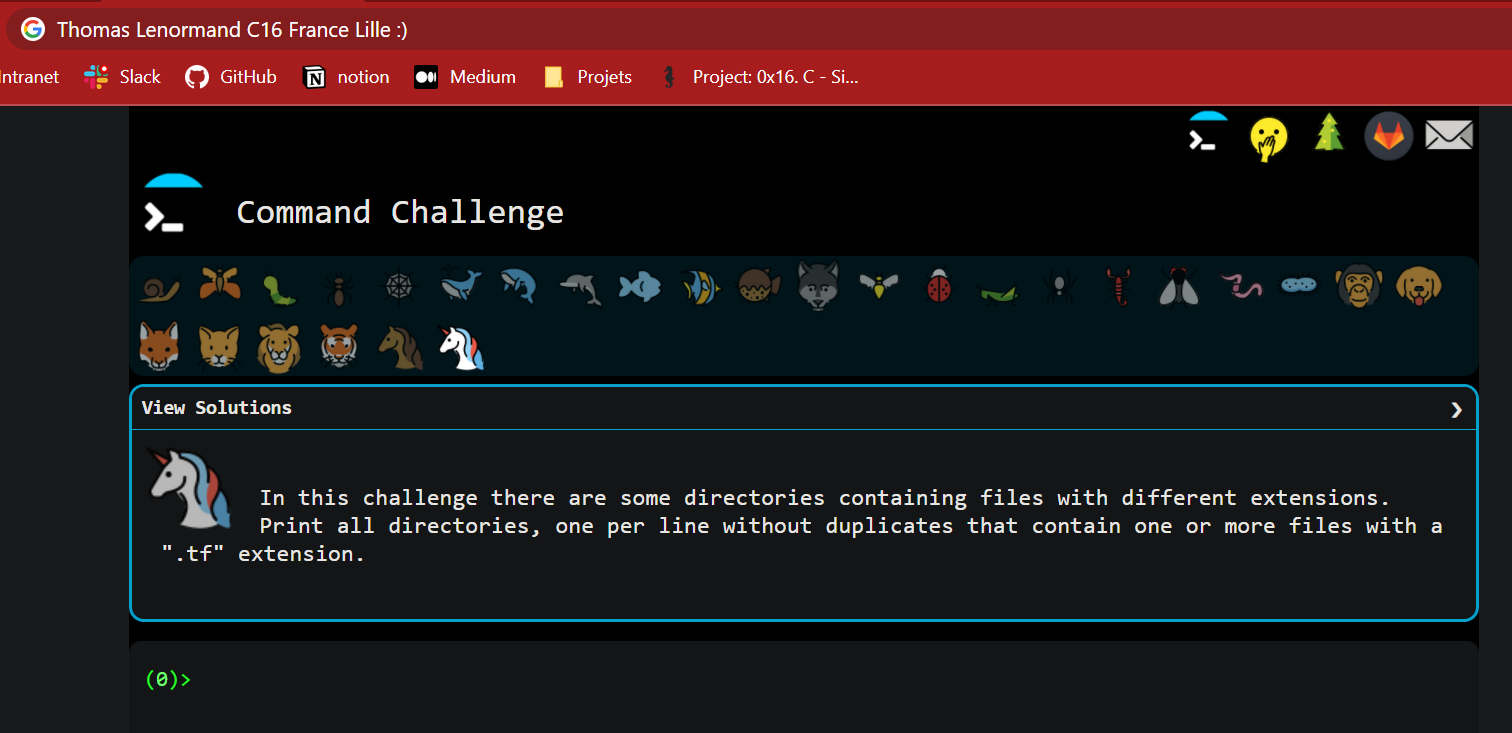 Thomas Lenormand C16 France Lille :)
Intranet Slack GitHub notion Medium Projets Project: 0x16. C - Si...
Command Challenge
View Solutions
In this challenge there are some directories containing files with different extensions.
Print all directories, one per line without duplicates that contain one or more files with a
".tf" extension.
(0)>